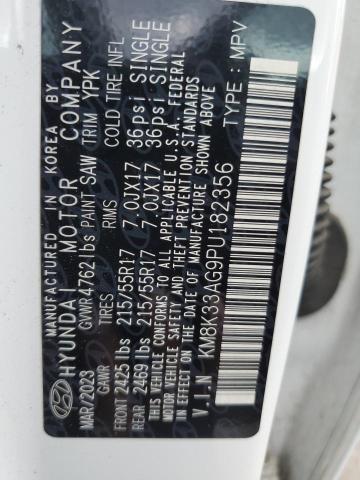 MANUFACTURED IN KOREA BY
HYUNDAI MOTOR COMPANY
MAR/2023 GVWR 4762 lbs PAINT SAW TRIM YPK
GAWR RIMS COLD TIRE INFL
FRONT 2425 lbs 215/55R17 7.0JX17 36 psi SINGLE
REAR 2469 lbs 215/55R17 7.0JX17 36 psi SINGLE
THIS VEHICLE CONFORMS TO ALL APPLICABLE U.S.A. FEDERAL
MOTOR VEHICLE SAFETY AND THEFT PREVENTION STANDARDS
IN EFFECT ON THE DATE OF MANUFACTURE SHOWN ABOVE
V.I.N KM8K33AG9PU182356 TYPE : MPV